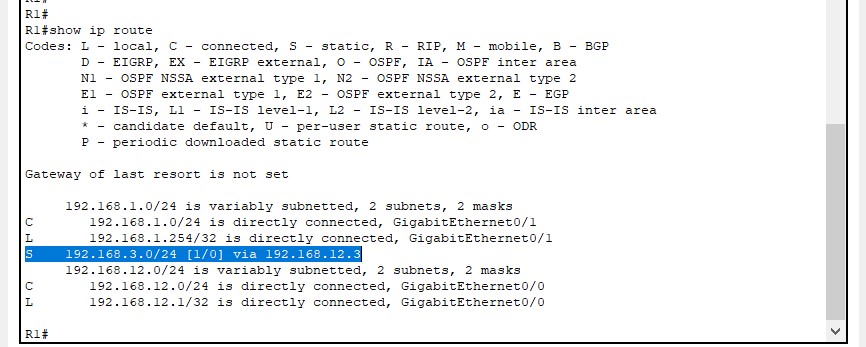 R1#
R1#show ip route
Codes: L - local, C - connected, S - static, R - RIP, M - mobile, B - BGP
       D - EIGRP, EX - EIGRP external, O - OSPF, IA - OSPF inter area
       N1 - OSPF NSSA external type 1, N2 - OSPF NSSA external type 2
       E1 - OSPF external type 1, E2 - OSPF external type 2, E - EGP
       i - IS-IS, L1 - IS-IS level-1, L2 - IS-IS level-2, ia - IS-IS inter area
       * - candidate default, U - per-user static route, o - ODR
       P - periodic downloaded static route
Gateway of last resort is not set
     192.168.1.0/24 is variably subnetted, 2 subnets, 2 masks
C       192.168.1.0/24 is directly connected, GigabitEthernet0/1
L       192.168.1.254/32 is directly connected, GigabitEthernet0/1
S    192.168.3.0/24 [1/0] via 192.168.12.3
     192.168.12.0/24 is variably subnetted, 2 subnets, 2 masks
C       192.168.12.0/24 is directly connected, GigabitEthernet0/0
L       192.168.12.1/32 is directly connected, GigabitEthernet0/0
R1#